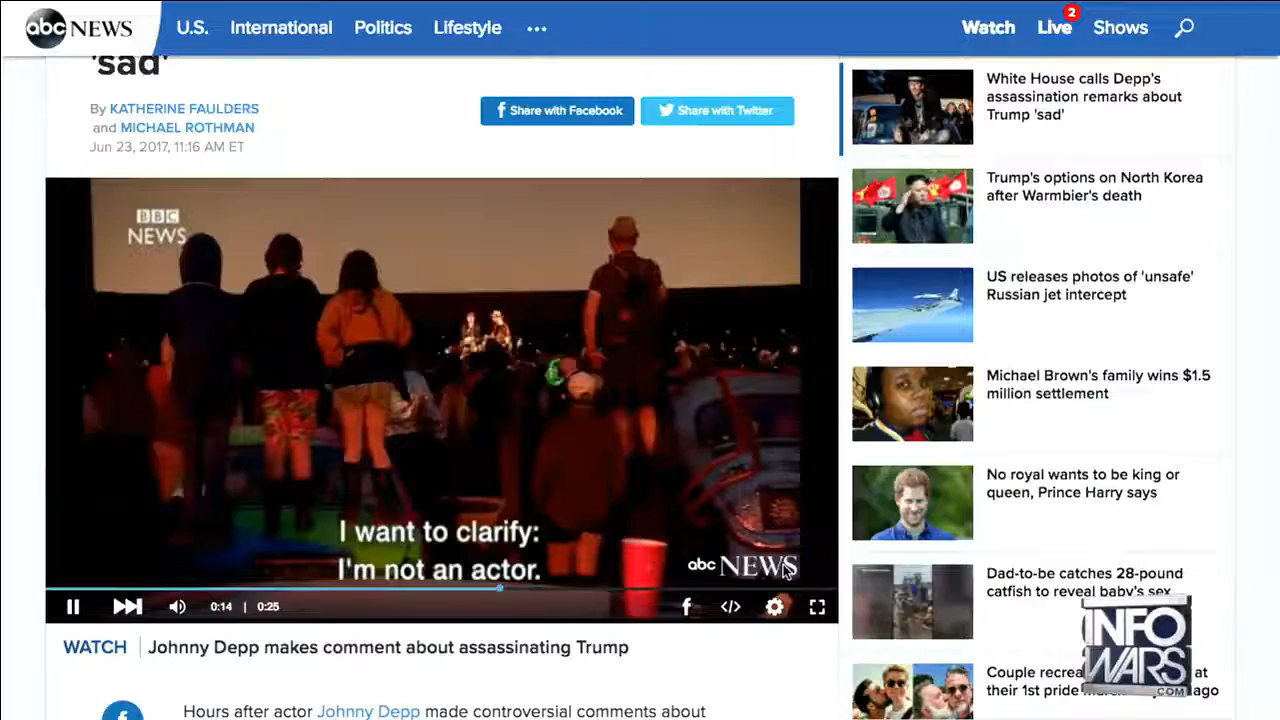 abc NEWS
U.S. International Politics Lifestyle ...
Watch Live 2 Shows
'sad'
By KATHERINE FAULDERS
and MICHAEL ROTHMAN
Jun 23, 2017, 11:16 AM ET
f Share with Facebook
Share with Twitter
BBC
NEWS
I want to clarify:
I'm not an actor.
abc NEWS
0:14 | 0:25
f </>
WATCH | Johnny Depp makes comment about assassinating Trump
f
Hours after actor Johnny Depp made controversial comments about
White House calls Depp's
assassination remarks about
Trump 'sad'
Trump's options on North Korea
after Warmbier's death
US releases photos of 'unsafe'
Russian jet intercept
Michael Brown's family wins $1.5
million settlement
No royal wants to be king or
queen, Prince Harry says
Dad-to-be catches 28-pound
catfish to reveal baby's sex
Couple at
their 1st pride
INFO
WARS
.COM